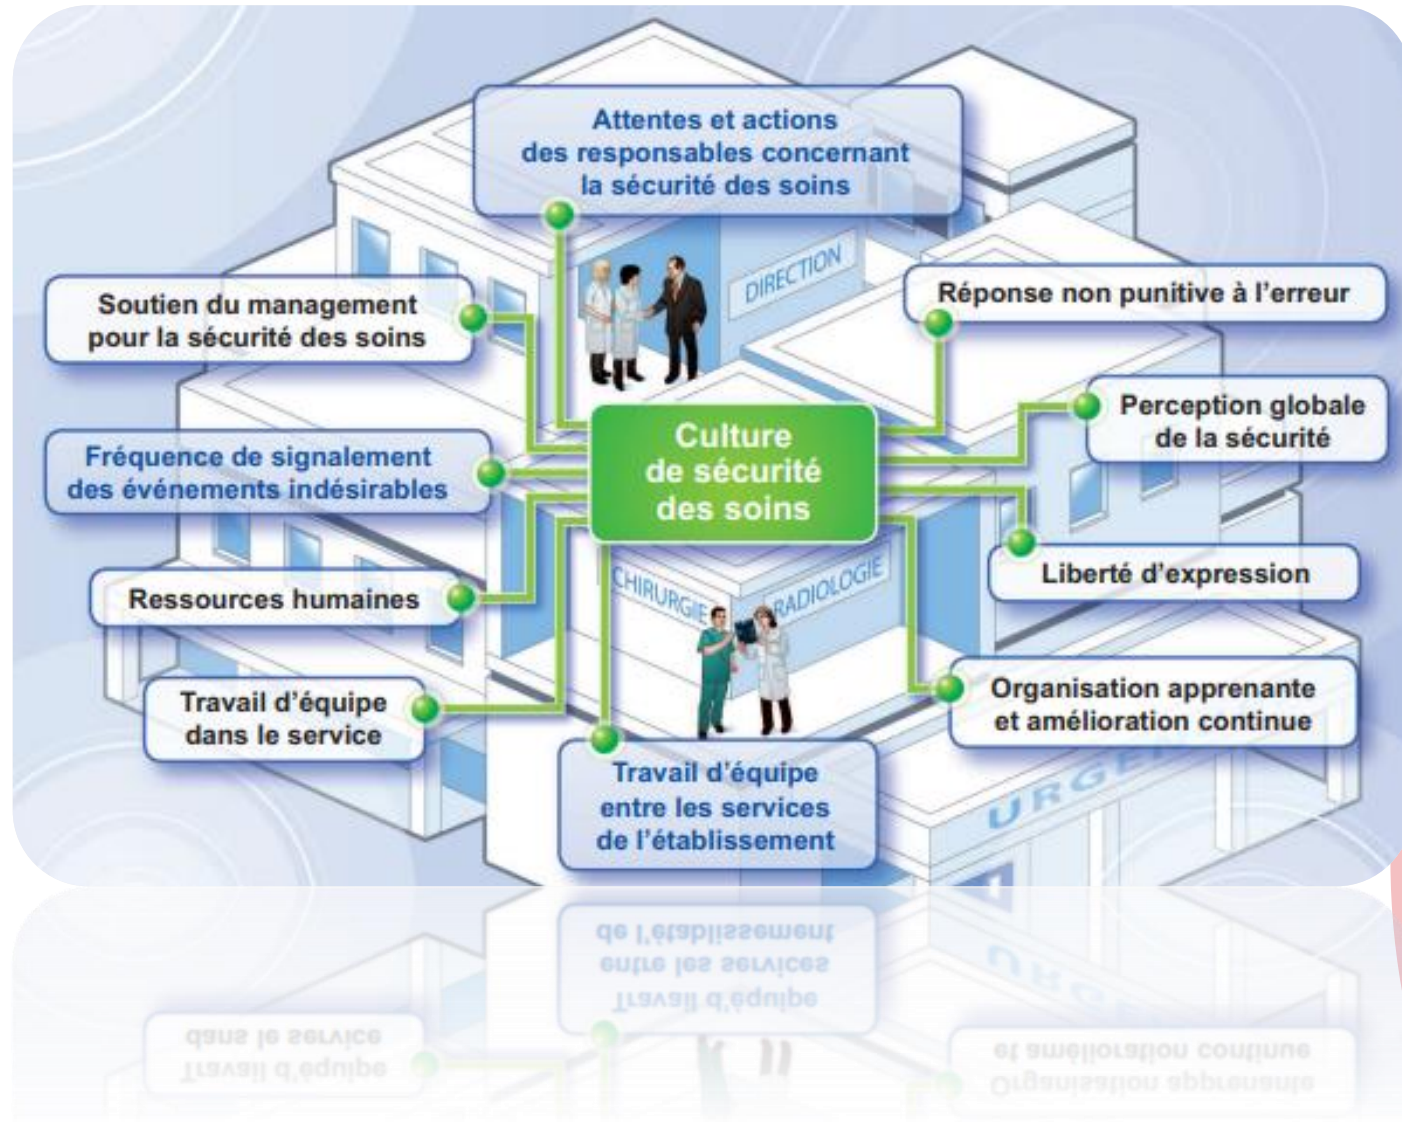 Attentes et actions
des responsables concernant
la sécurité des soins
DIRECTION
Soutien du management
pour la sécurité des soins
Réponse non punitive à l’erreur
Perception globale
de la sécurité
Fréquence de signalement
des événements indésirables
Culture
de sécurité
des soins
Liberté d’expression
CHIRURGIE
RADIOLOGIE
Ressources humaines
Travail d’équipe
dans le service
Organisation apprenante
et amélioration continue
Travail d’équipe
entre les services
de l’établissement